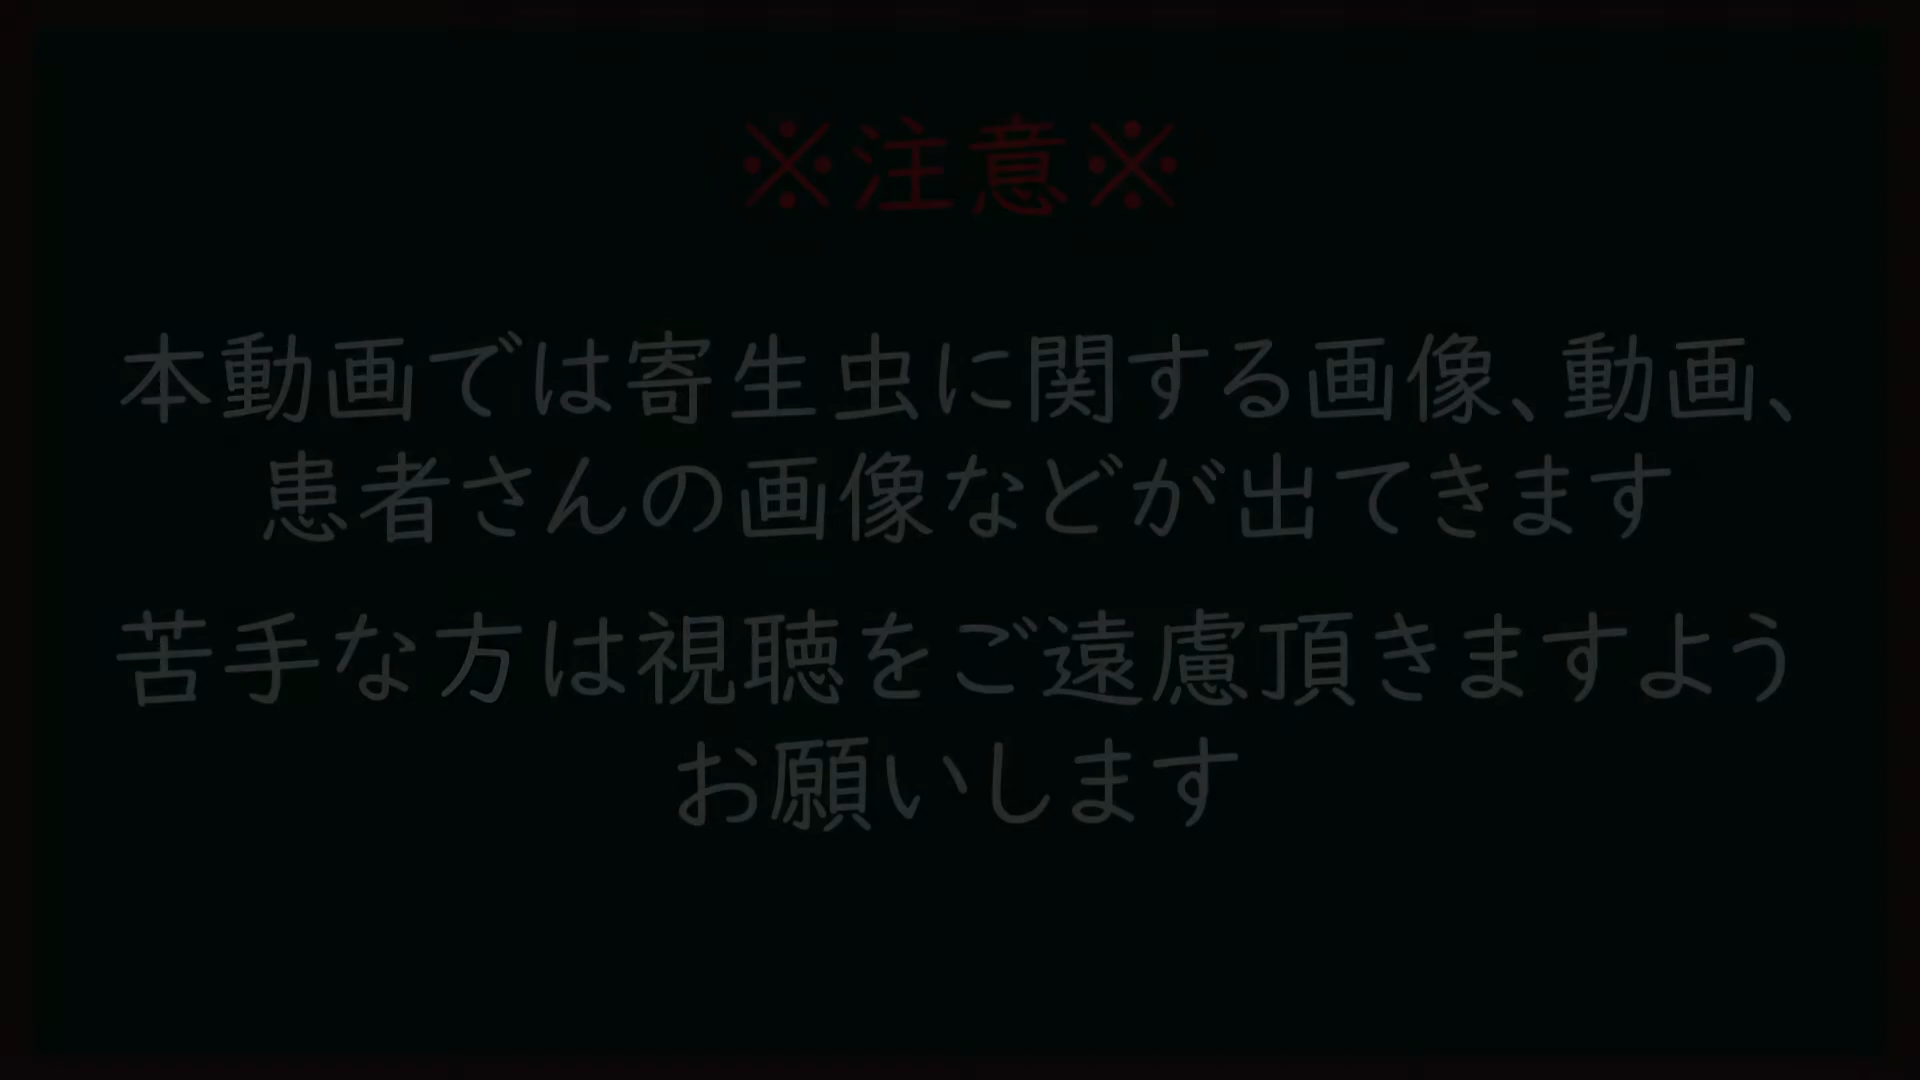 ※注意※
本動画では寄生虫に関する画像、動画、
患者さんの画像などが出てきます
苦手な方は視聴をご遠慮頂きますよう
お願いします